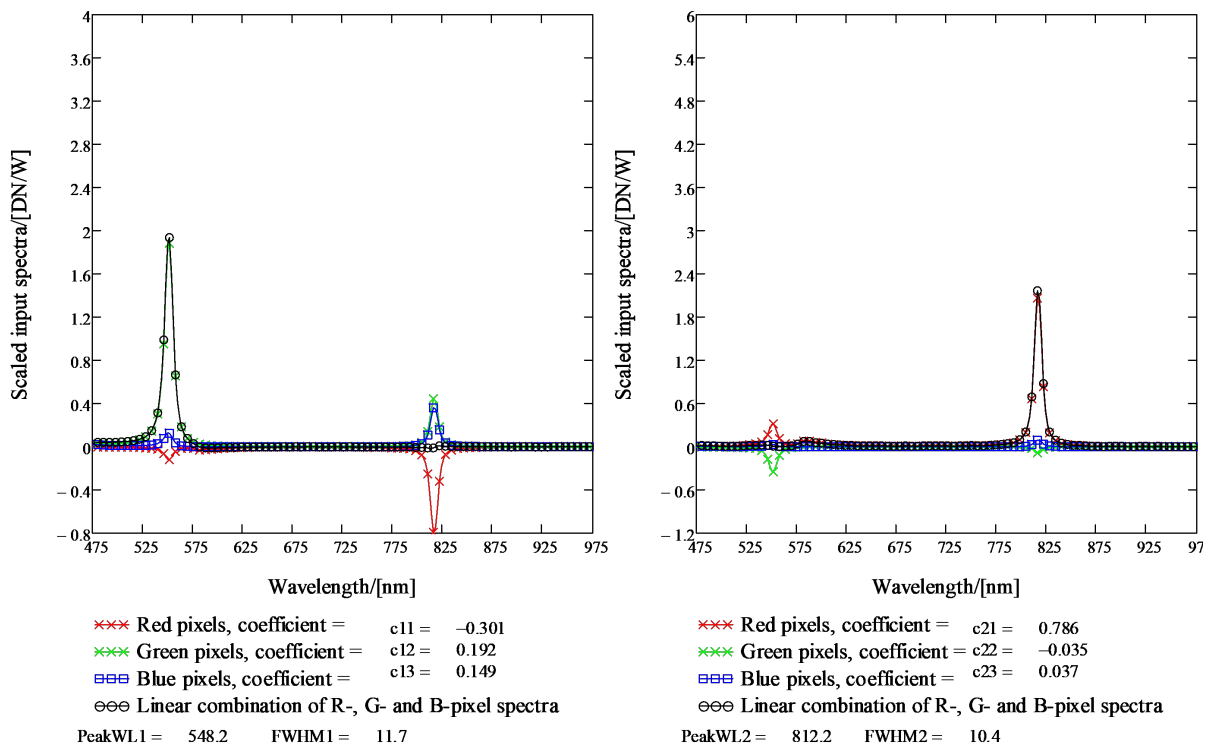 4
3.6
3.2
2.8
2.4
2
1.6
1.2
0.8
0.4
0
− 0.4
− 0.8
475 525 575 625 675 725 775 825 875 925 975
Scaled input spectra/[DN/W]
Wavelength/[nm]
××× Red pixels, coefficient = c11 = −0.301
××× Green pixels, coefficient = c12 = 0.192
Blue pixels, coefficient = c13 = 0.149
Linear combination of R-, G- and B-pixel spectra
PeakWL1 = 548.2 FWHM1 = 11.7
6
5.4
4.8
4.2
3.6
3
2.4
1.8
1.2
0.6
0
− 0.6
− 1.2
475 525 575 625 675 725 775 825 875 925 97
Scaled input spectra/[DN/W]
Wavelength/[nm]
××× Red pixels, coefficient = c21 = 0.786
××× Green pixels, coefficient = c22 = −0.035
Blue pixels, coefficient = c23 = 0.037
Linear combination of R-, G- and B-pixel spectra
PeakWL2 = 812.2 FWHM2 = 10.4